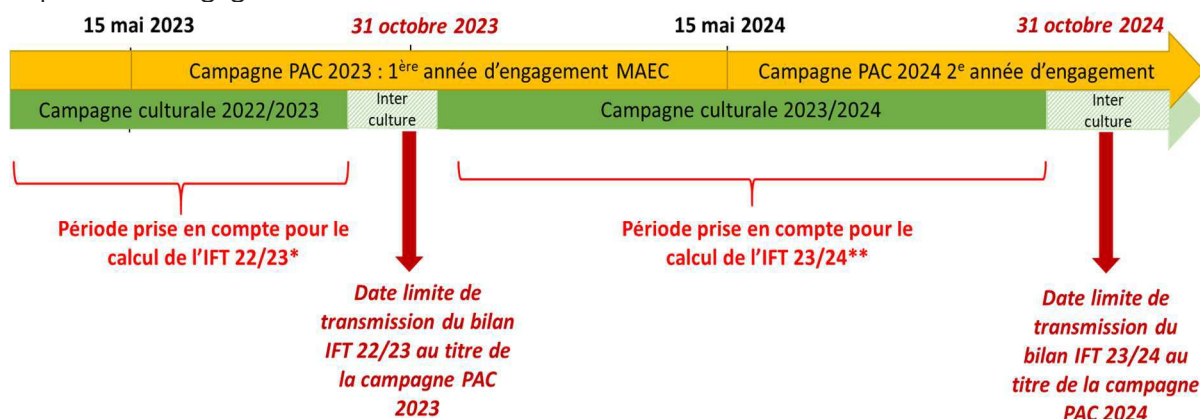 15 mai 2023
31 octobre 2023
15 mai 2024
31 octobre 2024
Campagne PAC 2023 : 1ère année d'engagement MAEC
Campagne PAC 2024 2e année d'engagement
Campagne culturale 2022/2023
Inter
culture
Campagne culturale 2023/2024
Inter
culture
Période prise en compte pour le
calcul de l'IFT 22/23*
Période prise en compte pour le
calcul de l'IFT 23/24**
Date limite de
transmission du bilan
IFT 22/23 au titre de
la campagne PAC
2023
Date limite de
transmission du
bilan IFT 23/24 au
titre de la campagne
PAC 2024